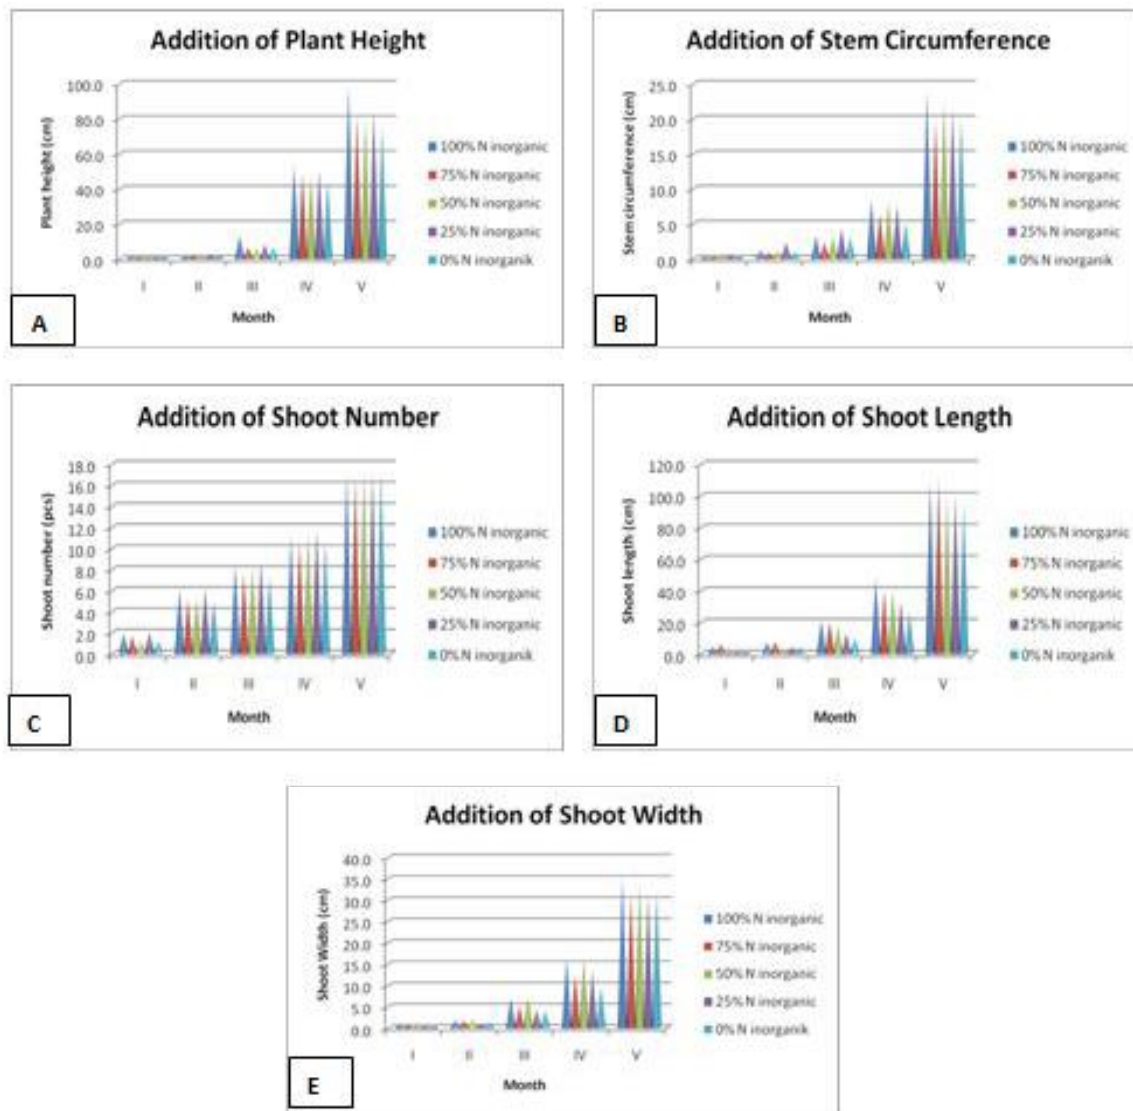 Addition of Plant Height
Plant height (cm)
100.0
80.0
60.0
40.0
20.0
0.0
I II III IV V
Month
100% N inorganic
75% N inorganic
50% N inorganic
25% N inorganic
0% N inorganik
A
Addition of Stem Circumference
Stem circumference (cm)
25.0
20.0
15.0
10.0
5.0
0.0
I II III IV V
Month
100% N inorganic
75% N inorganic
50% N inorganic
25% N inorganic
0% N inorganik
B
Addition of Shoot Number
Shoot number (pcs)
18.0
16.0
14.0
12.0
10.0
8.0
6.0
4.0
2.0
0.0
I II III IV V
Month
100% N inorganic
75% N inorganic
50% N inorganic
25% N inorganic
0% N inorganik
C
Addition of Shoot Length
Shoot length (cm)
120.0
100.0
80.0
60.0
40.0
20.0
0.0
I II III IV V
Month
100% N inorganic
75% N inorganic
50% N inorganic
25% N inorganic
0% N inorganik
D
Addition of Shoot Width
Shoot Width (cm)
40.0
35.0
30.0
25.0
20.0
15.0
10.0
5.0
0.0
I II III IV V
Month
100% N inorganic
75% N inorganic
50% N inorganic
25% N inorganic
0% N inorganik
E